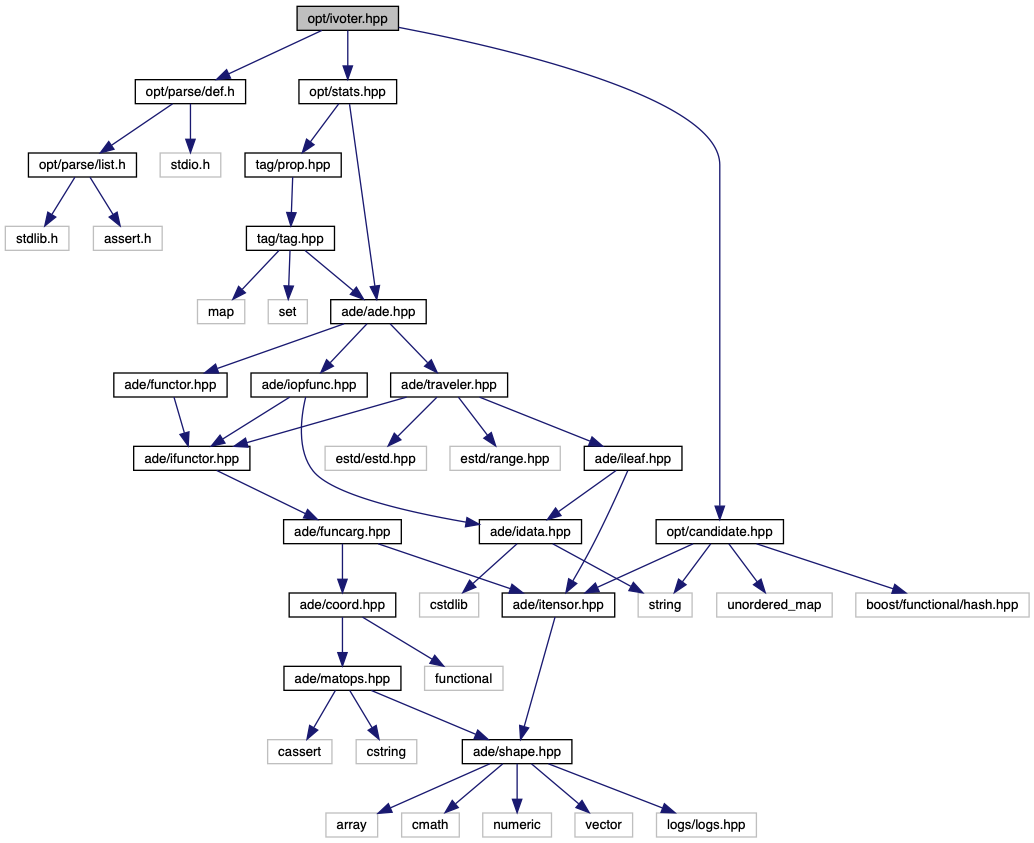 opt/ivoter.hpp
opt/parse/def.h
opt/stats.hpp
opt/parse/list.h
stdio.h
tag/prop.hpp
stdlib.h
assert.h
tag/tag.hpp
map
set
ade/ade.hpp
ade/functor.hpp
ade/iopfunc.hpp
ade/traveler.hpp
ade/ifunctor.hpp
estd/estd.hpp
estd/range.hpp
ade/ileaf.hpp
ade/funcarg.hpp
ade/idata.hpp
opt/candidate.hpp
ade/coord.hpp
cstdlib
ade/itensor.hpp
string
unordered_map
boost/functional/hash.hpp
ade/matops.hpp
functional
cassert
cstring
ade/shape.hpp
array
cmath
numeric
vector
logs/logs.hpp